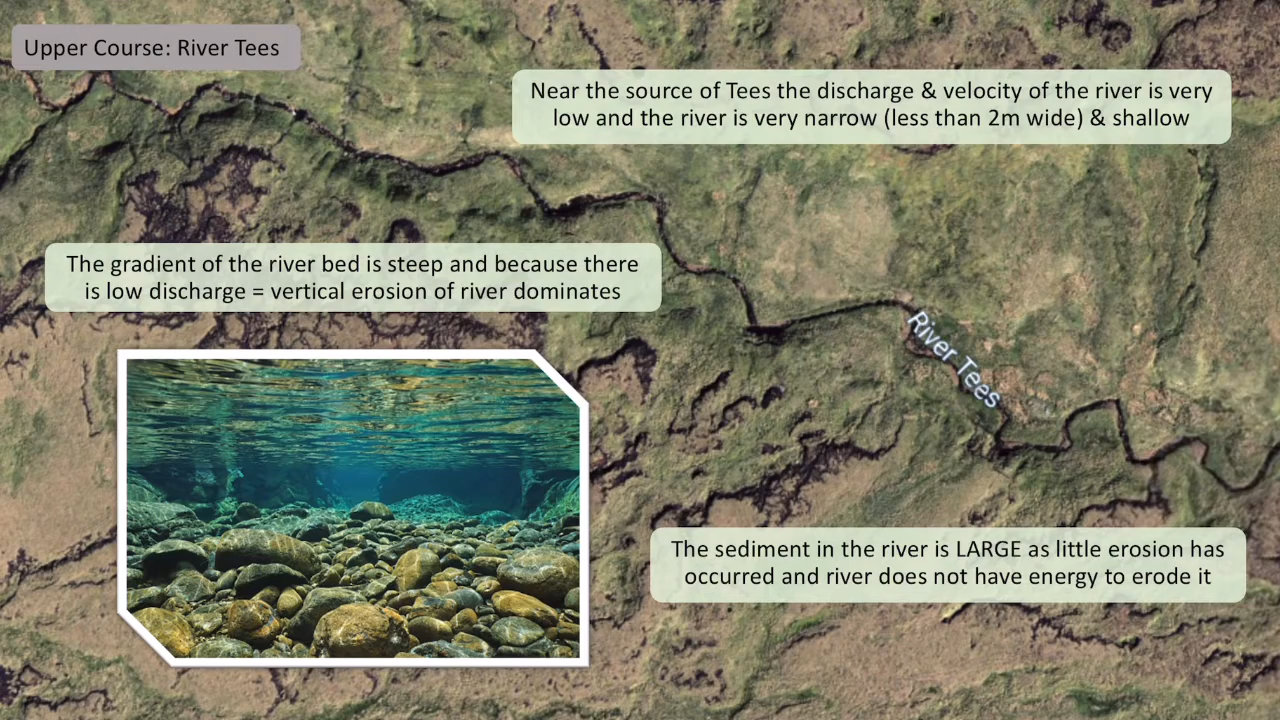 Upper Course: River Tees
Near the source of Tees the discharge & velocity of the river is very
low and the river is very narrow (less than 2m wide) & shallow
The gradient of the river bed is steep and because there
is low discharge = vertical erosion of river dominates
River Tees
The sediment in the river is LARGE as little erosion has
occurred and river does not have energy to erode it